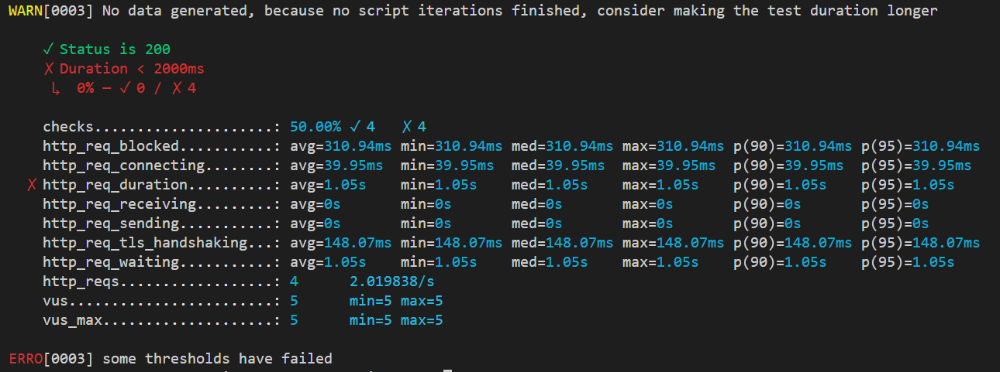 WARN[0003] No data generated, because no script iterations finished, consider making the test duration longer
✓ Status is 200
✗ Duration < 2000ms
↳ 0% — ✓ 0 / ✗ 4
checks.....................: 50.00% ✓ 4 ✗ 4
http_req_blocked...........: avg=310.94ms min=310.94ms med=310.94ms max=310.94ms p(90)=310.94ms p(95)=310.94ms
http_req_connecting........: avg=39.95ms min=39.95ms med=39.95ms max=39.95ms p(90)=39.95ms p(95)=39.95ms
✗ http_req_duration..........: avg=1.05s min=1.05s med=1.05s max=1.05s p(90)=1.05s p(95)=1.05s
http_req_receiving.........: avg=0s min=0s med=0s max=0s p(90)=0s p(95)=0s
http_req_sending...........: avg=0s min=0s med=0s max=0s p(90)=0s p(95)=0s
http_req_tls_handshaking...: avg=148.07ms min=148.07ms med=148.07ms max=148.07ms p(90)=148.07ms p(95)=148.07ms
http_req_waiting...........: avg=1.05s min=1.05s med=1.05s max=1.05s p(90)=1.05s p(95)=1.05s
http_reqs..................: 4 2.019838/s
vus........................: 5 min=5 max=5
vus_max....................: 5 min=5 max=5
ERRO[0003] some thresholds have failed